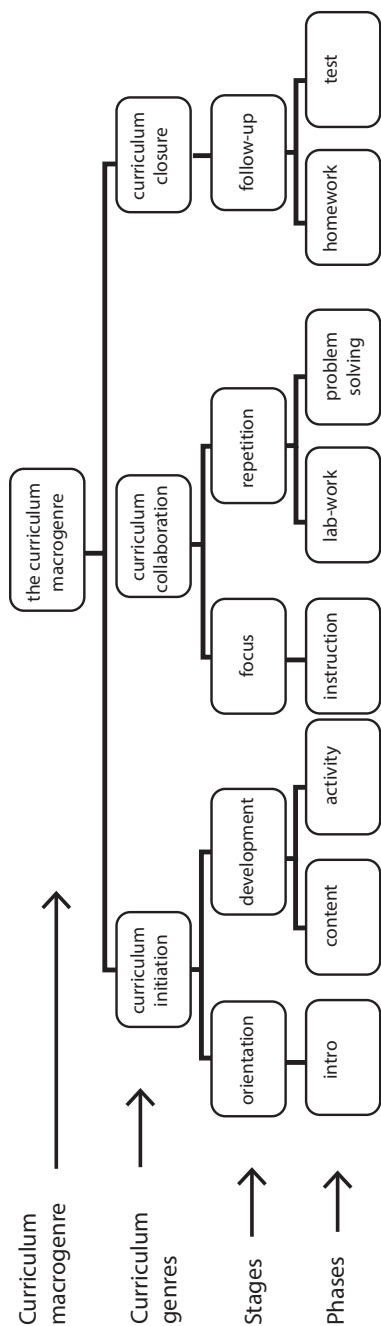 Curriculum
macrogenre
the curriculum
macrogenre
Curriculum
genres
curriculum
initiation
curriculum
collaboration
curriculum
closure
Stages
orientation
development
focus
repetition
follow-up
Phases
intro
content
activity
instruction
lab-work
problem
solving
homework
test